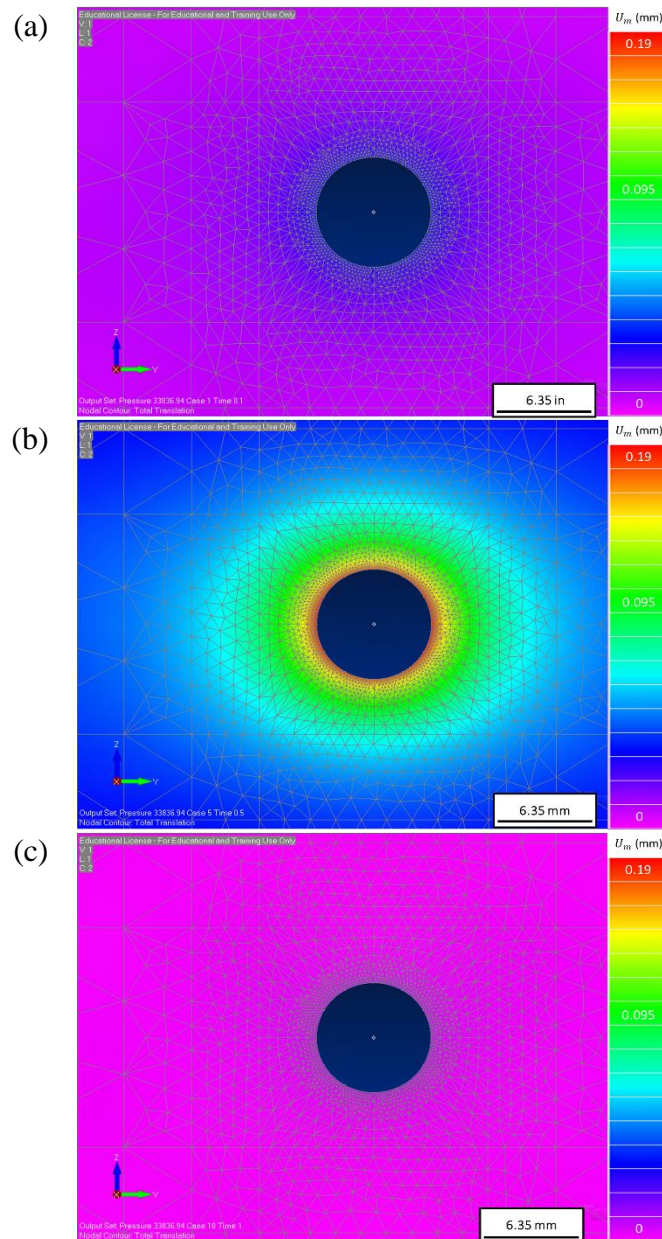 (a)
Educational License - For Educational and Training Use Only
V: 1
L: 1
C: 2
U_m (mm)
0.19
0.095
0
Z
X
Y
Output Set: Pressure 33836.94 Case 1 Time 0.1
Nodal Contour: Total Translation
6.35 in
(b)
Educational License - For Educational and Training Use Only
V: 1
L: 1
C: 2
U_m (mm)
0.19
0.095
0
Z
X
Y
Output Set: Pressure 33836.94 Case 5 Time 0.5
Nodal Contour: Total Translation
6.35 mm
(c)
Educational License - For Educational and Training Use Only
V: 1
L: 1
C: 2
U_m (mm)
0.19
0.095
0
Z
X
Y
Output Set: Pressure 33836.94 Case 10 Time 1.
Nodal Contour: Total Translation
6.35 mm